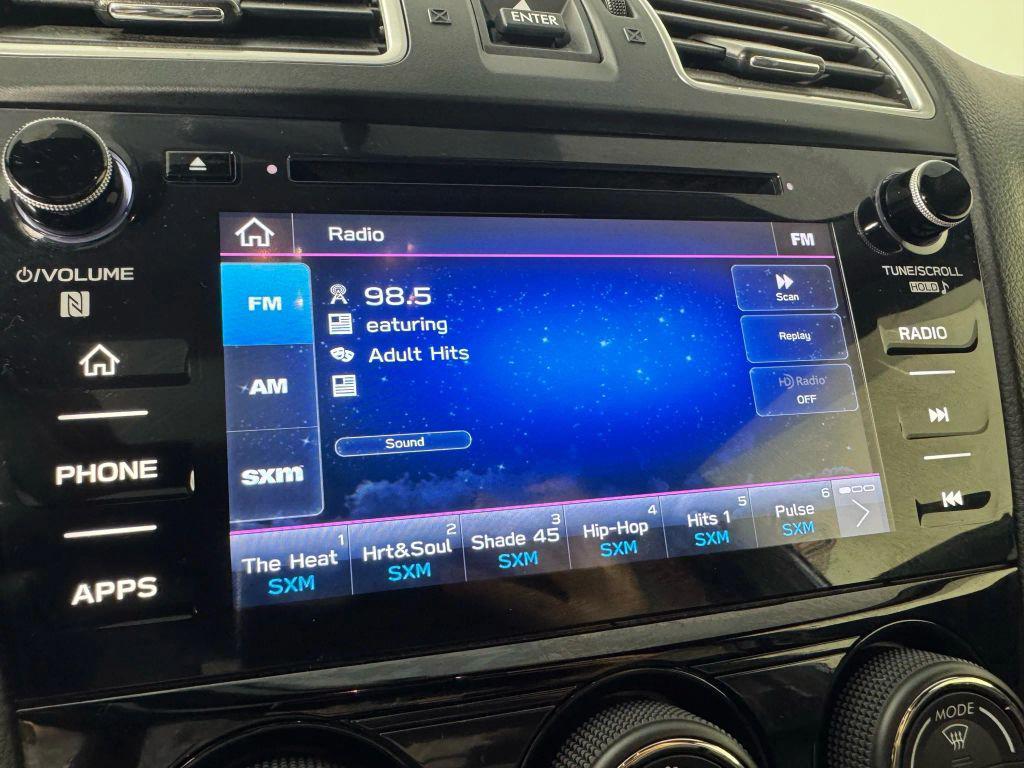 ENTER
/VOLUME
N
TUNE/SCROLL
HOLD
PHONE
APPS
RADIO
Radio
FM
FM
AM
sxm
98.5
eaturing
Adult Hits
Sound
Scan
Replay
HD Radio
OFF
1
The Heat
SXM
2
Hrt&Soul
SXM
3
Shade 45
SXM
4
Hip-Hop
SXM
5
Hits 1
SXM
6
Pulse
SXM
MODE